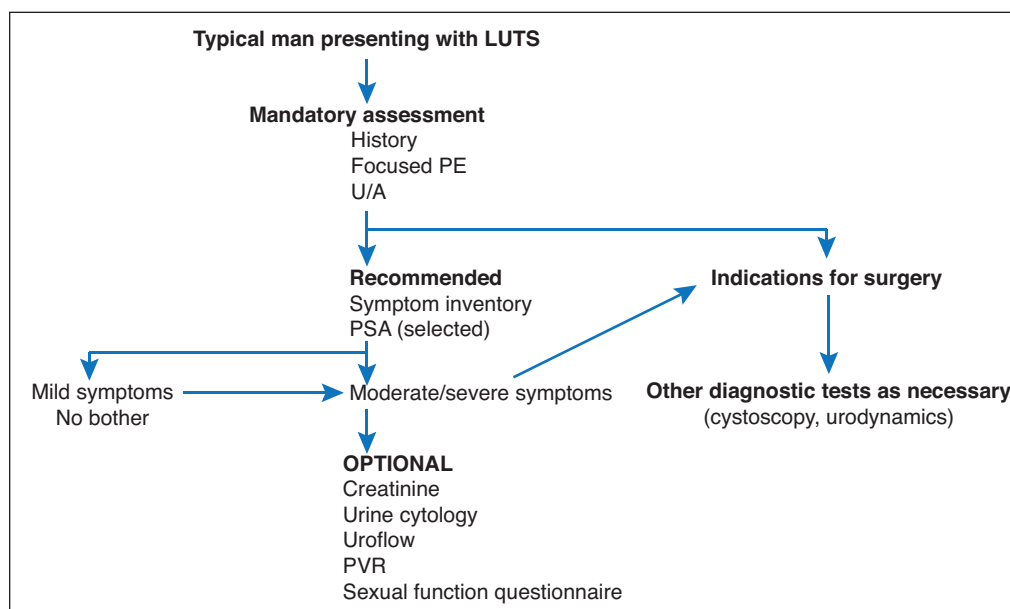 Typical man presenting with LUTS
Mandatory assessment
History
Focused PE
U/A
Recommended
Symptom inventory
PSA (selected)
Indications for surgery
Mild symptoms
No bother
Moderate/severe symptoms
Other diagnostic tests as necessary
(cystoscopy, urodynamics)
OPTIONAL
Creatinine
Urine cytology
Uroflow
PVR
Sexual function questionnaire